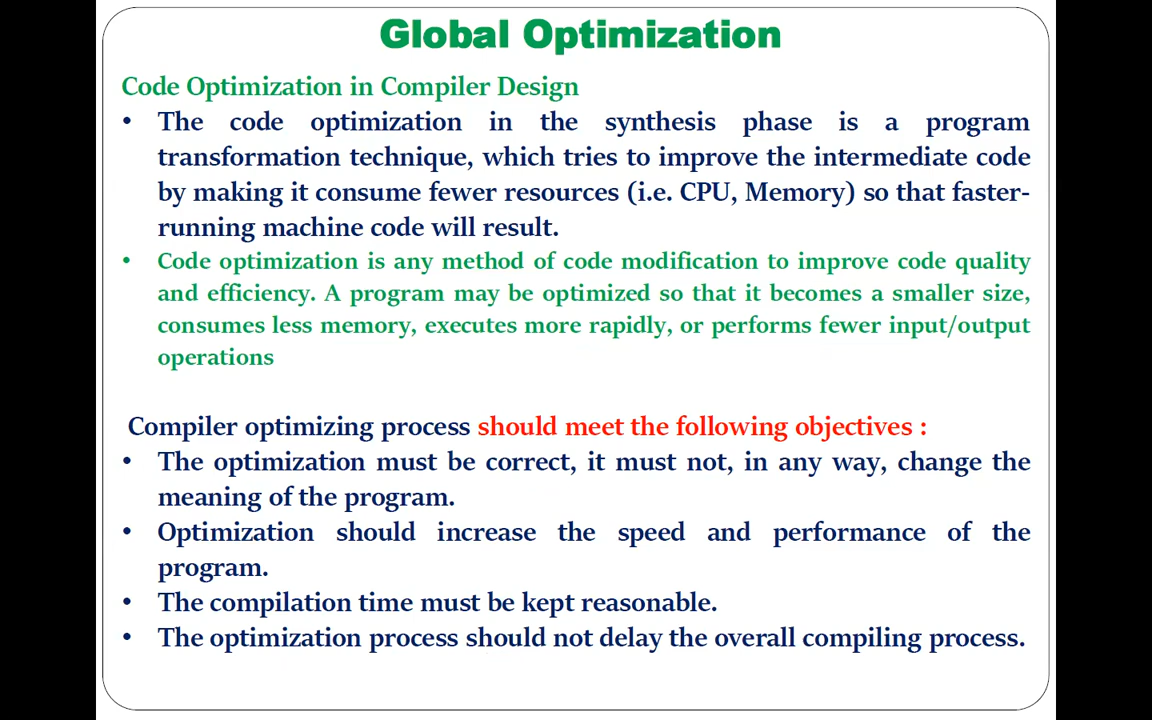 Global Optimization
Code Optimization in Compiler Design
• The code optimization in the synthesis phase is a program
transformation technique, which tries to improve the intermediate code
by making it consume fewer resources (i.e. CPU, Memory) so that faster-
running machine code will result.
• Code optimization is any method of code modification to improve code quality
and efficiency. A program may be optimized so that it becomes a smaller size,
consumes less memory, executes more rapidly, or performs fewer input/output
operations
Compiler optimizing process should meet the following objectives :
• The optimization must be correct, it must not, in any way, change the
meaning of the program.
• Optimization should increase the speed and performance of the
program.
• The compilation time must be kept reasonable.
• The optimization process should not delay the overall compiling process.